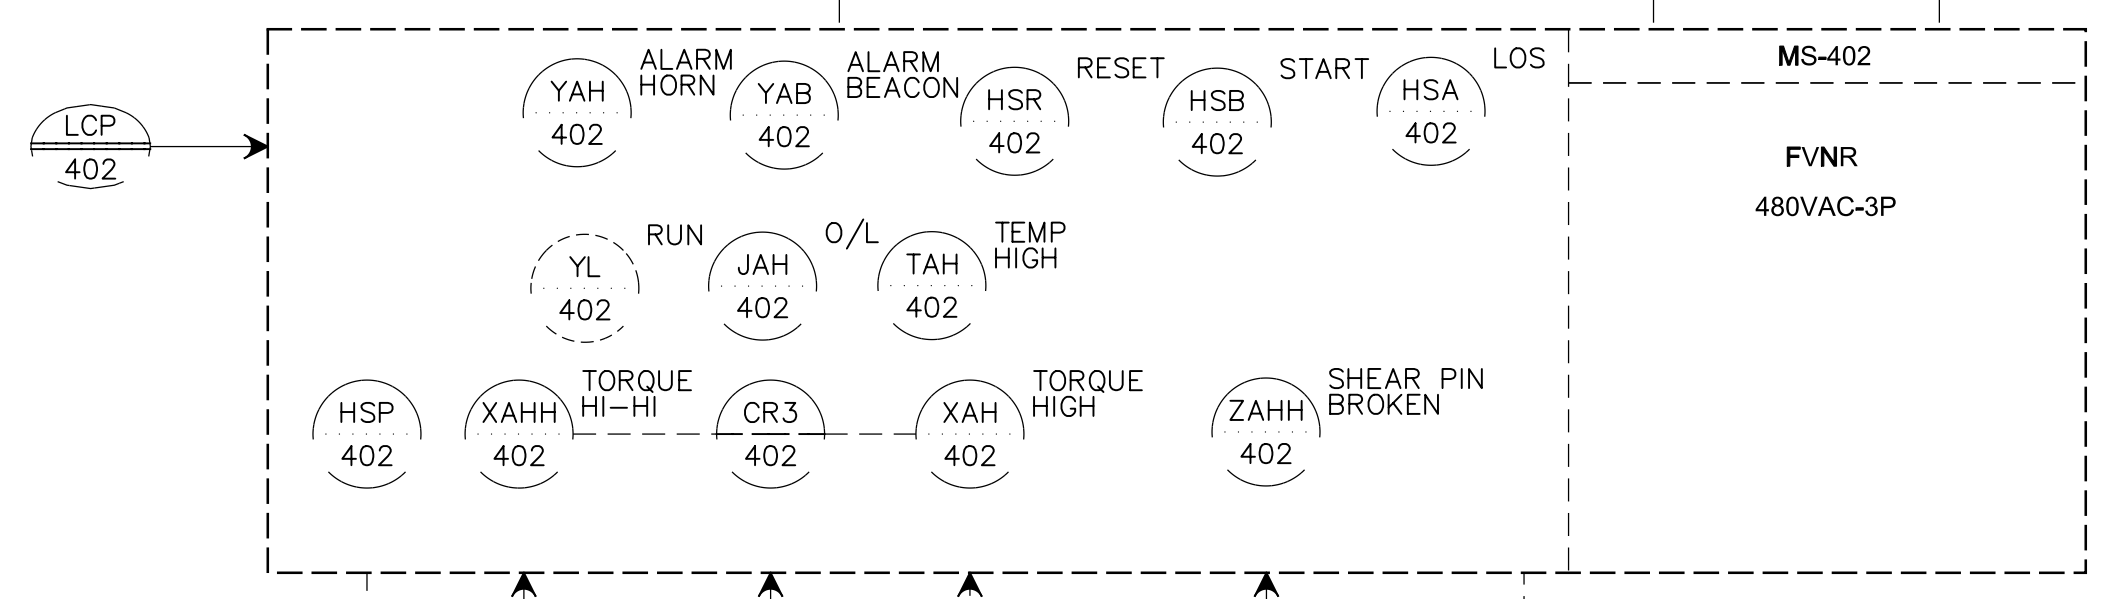 LCP
402
YAH
402
ALARM
HORN
YAB
402
ALARM
BEACON
HSR
402
RESET
HSB
402
START
HSA
402
LOS
MS-402
FVNR
480VAC-3P
YL
402
RUN
JAH
402
O/L
TAH
402
TEMP
HIGH
HSP
402
XAHH
402
TORQUE
HI-HI
CR3
402
XAH
402
TORQUE
HIGH
ZAHH
402
SHEAR PIN
BROKEN